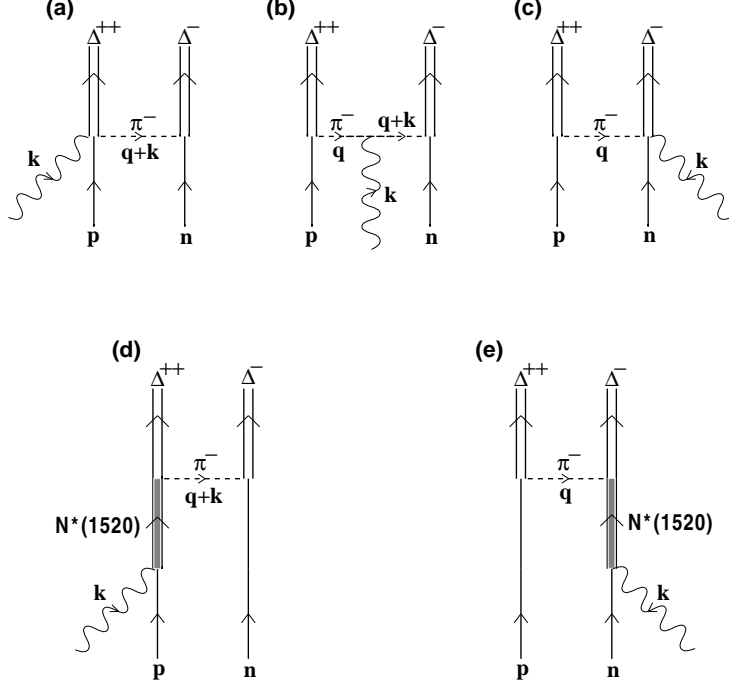 (a) (b) (c)
Δ++ Δ− Δ++ Δ− Δ++ Δ−
π− π− q+k π−
k q+k q k q k
p n p n p n
(d) (e)
Δ++ Δ− Δ++ Δ−
π− π−
q+k q
N*(1520) N*(1520)
k k
p n p n